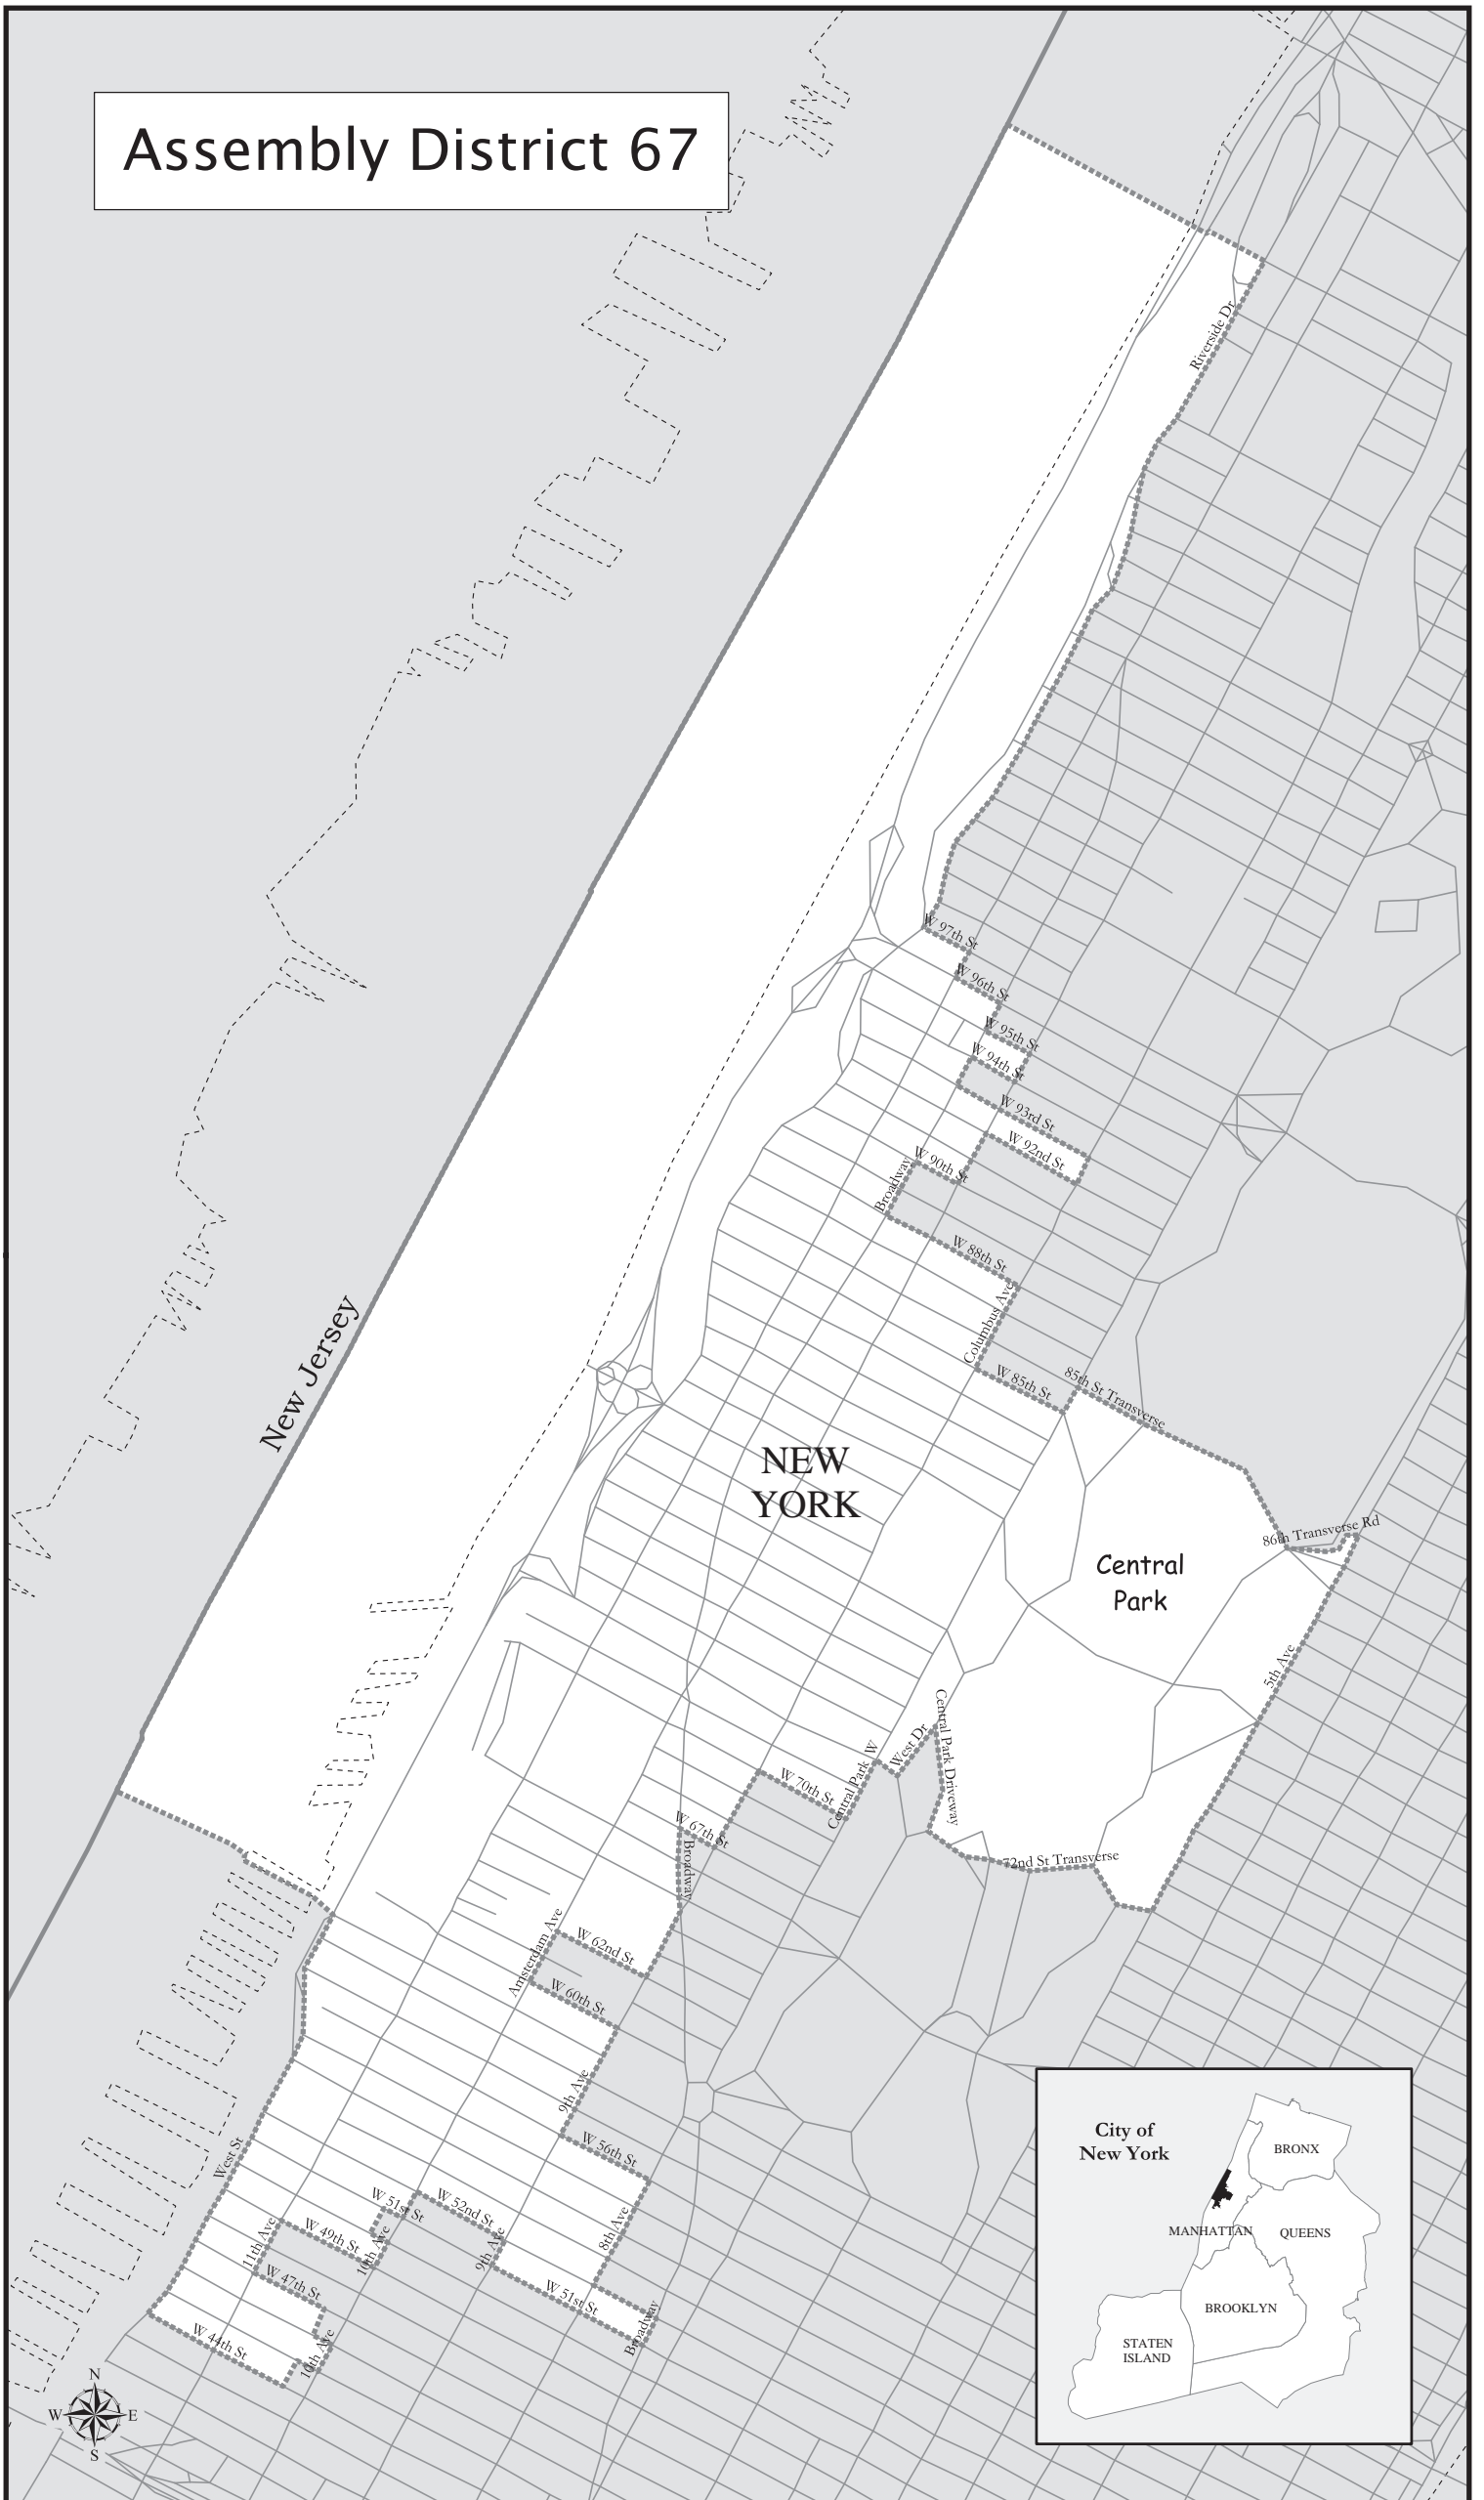 Assembly District 67
Riverside Dr
W 97th St
W 96th St
W 95th St
W 94th St
W 93rd St
W 92nd St
W 90th St
Broadway
W 88th St
Columbus Ave
New Jersey
W 85th St
85th St Transverse
NEW
YORK
86th Transverse Rd
Central
Park
5th Ave
Central Park Driveway
West Dr
Central Park W
W 70th St
W 67th St
Broadway
72nd St Transverse
Amsterdam Ave
W 62nd St
W 60th St
9th Ave
W 56th St
West St
W 51st St
W 52nd St
8th Ave
11th Ave
W 49th St
10th Ave
9th Ave
W 47th St
W 51st St
Broadway
W 44th St
10th Ave
N
W
E
S
City of
New York
BRONX
MANHATTAN
QUEENS
BROOKLYN
STATEN
ISLAND